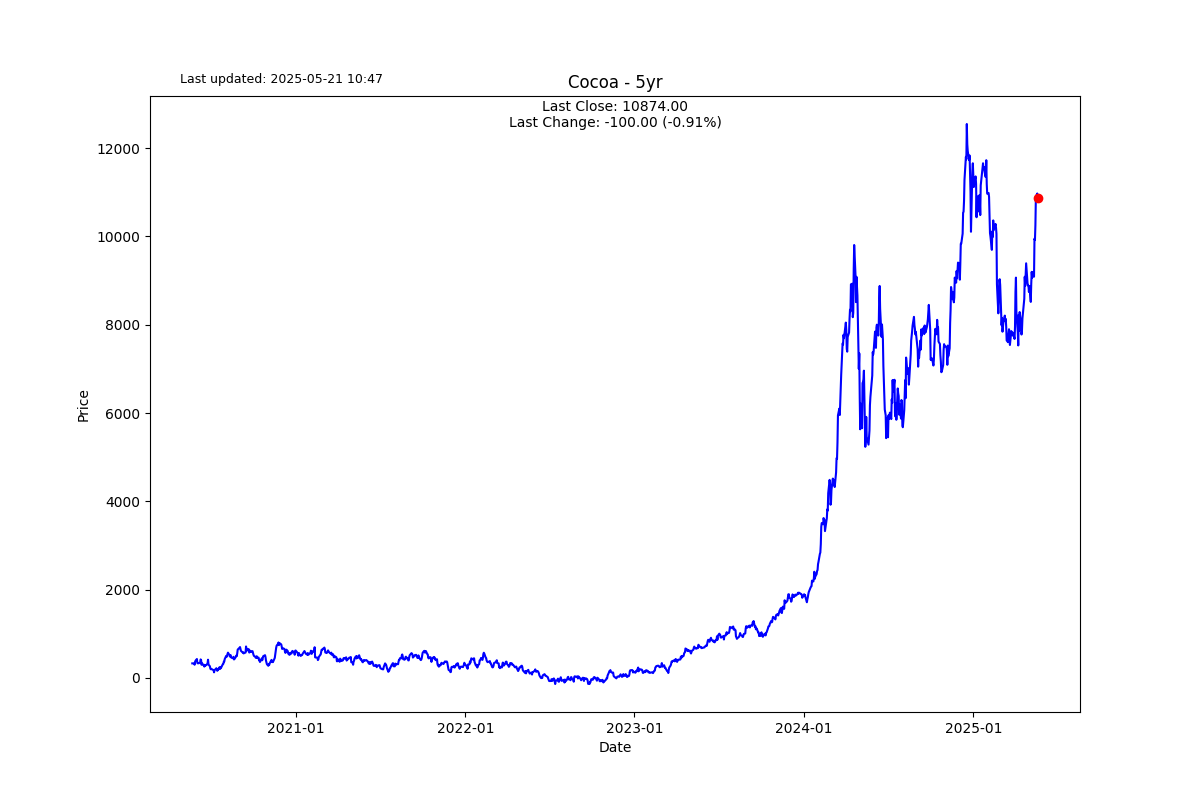 Last updated: 2025-05-21 10:47
Cocoa - 5yr
Last Close: 10874.00
Last Change: -100.00 (-0.91%)
12000
10000
8000
6000
4000
2000
0
Price
2021-01
2022-01
2023-01
2024-01
2025-01
Date